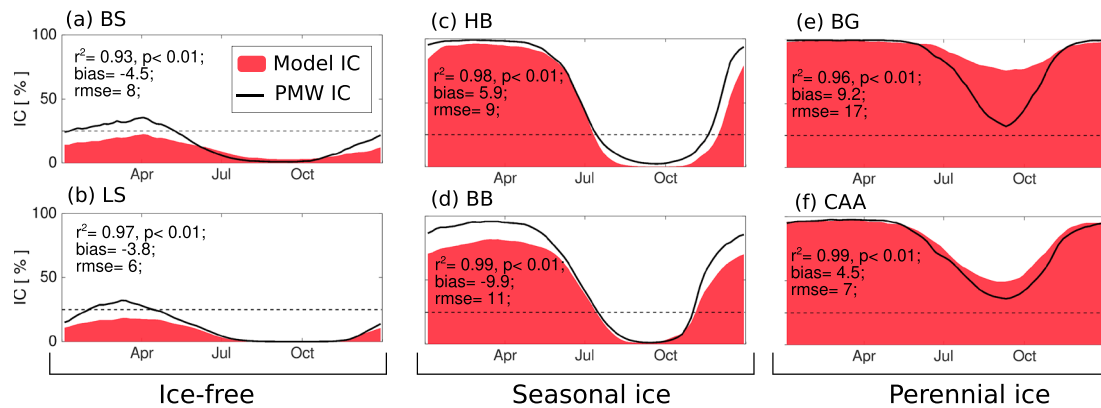 (a) BS
100
50
0
IC [ % ]
r²= 0.93, p< 0.01;
bias= -4.5;
rmse= 8;
Model IC
PMW IC
Apr Jul Oct
(b) LS
100
50
0
IC [ % ]
r²= 0.97, p< 0.01;
bias= -3.8;
rmse= 6;
Apr Jul Oct
Ice-free
(c) HB
r²= 0.98, p< 0.01;
bias= 5.9;
rmse= 9;
Apr Jul Oct
(d) BB
r²= 0.99, p< 0.01;
bias= -9.9;
rmse= 11;
Apr Jul Oct
Seasonal ice
(e) BG
r²= 0.96, p< 0.01;
bias= 9.2;
rmse= 17;
Apr Jul Oct
(f) CAA
r²= 0.99, p< 0.01;
bias= 4.5;
rmse= 7;
Apr Jul Oct
Perennial ice